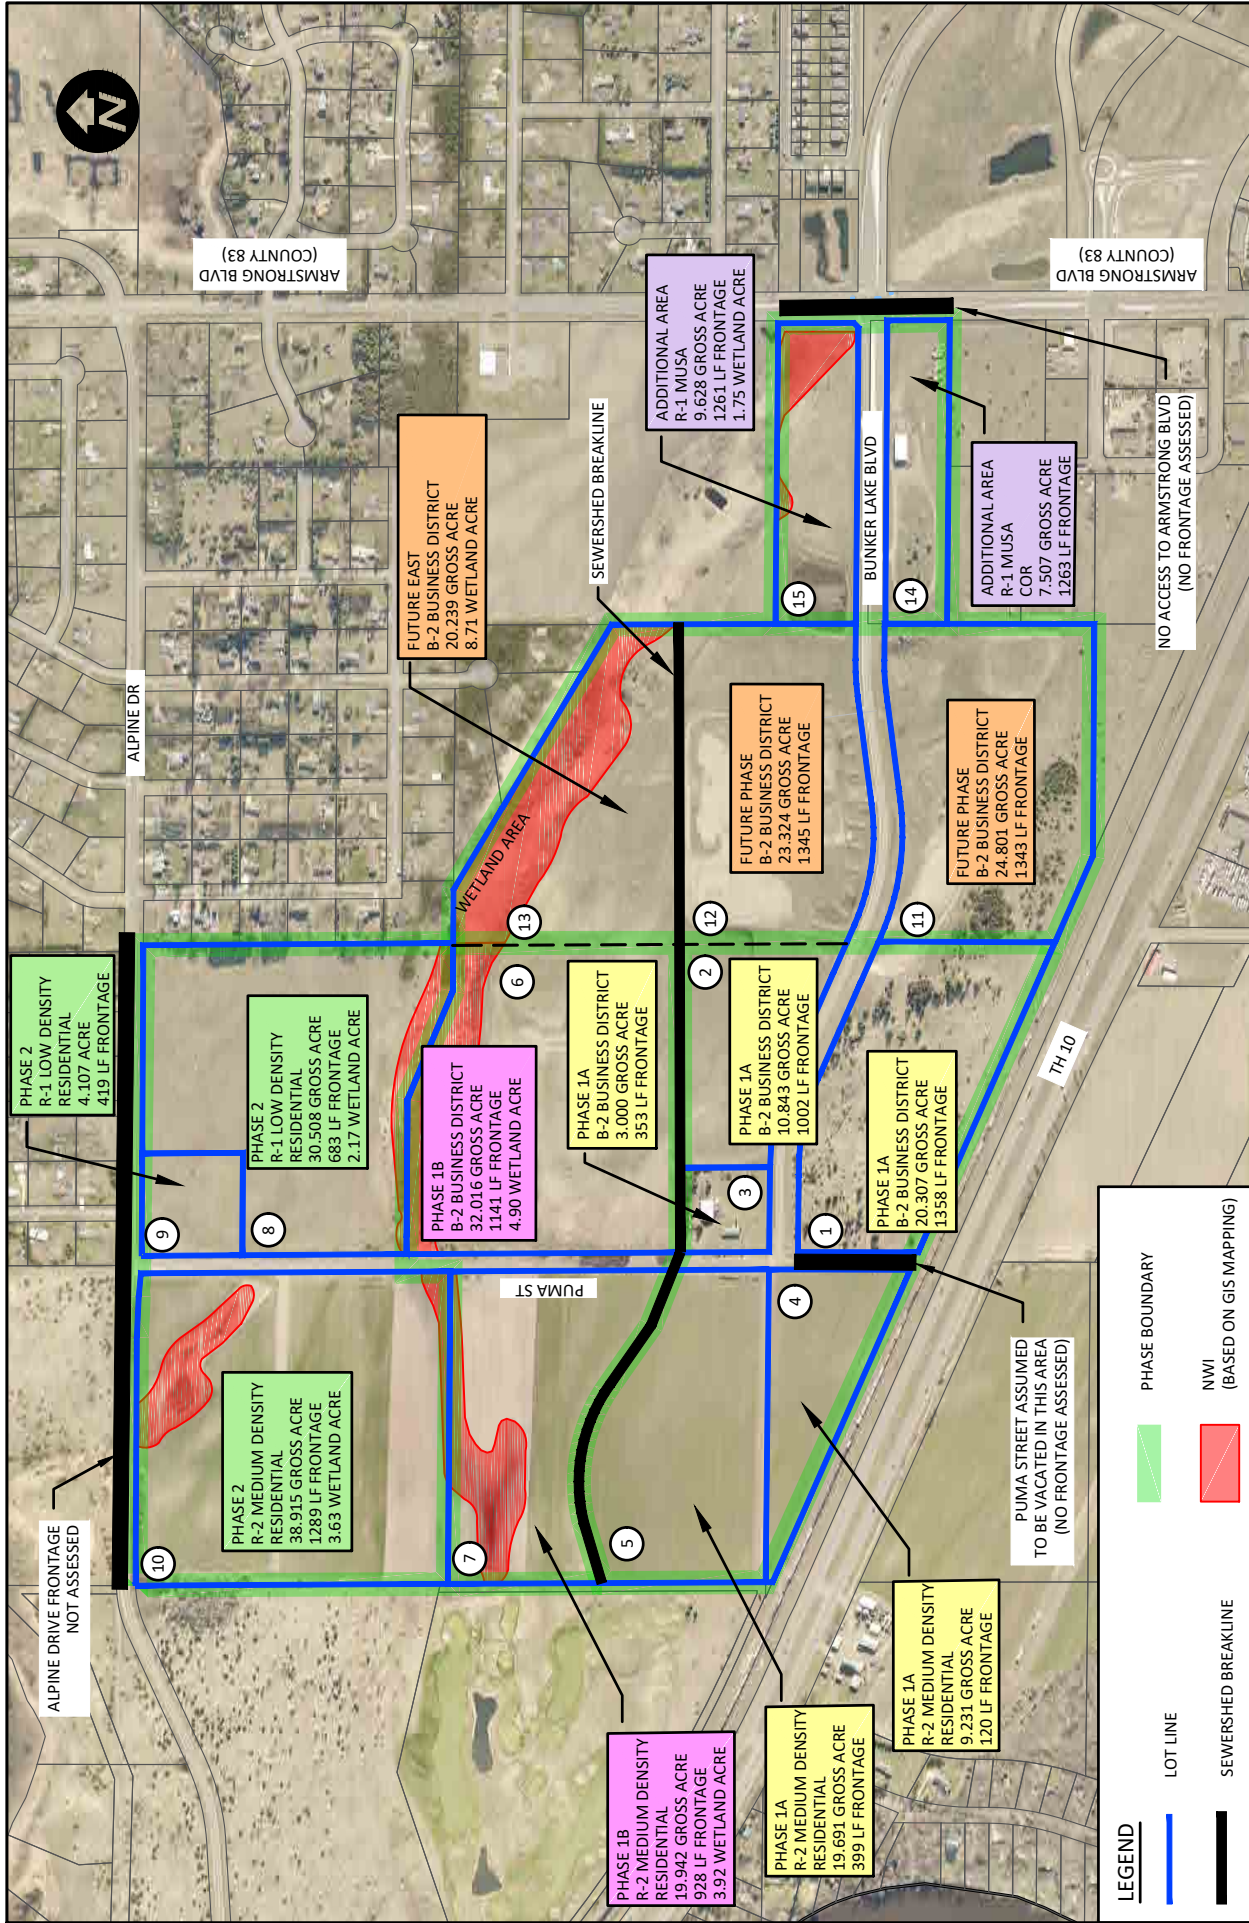 N
ALPINE DRIVE FRONTAGE
NOT ASSESSED
PHASE 2
R-1 LOW DENSITY
RESIDENTIAL
4.107 ACRE
419 LF FRONTAGE
ALPINE DR
ARMSTRONG BLVD
(COUNTY 83)
10
9
8
PHASE 2
R-2 MEDIUM DENSITY
RESIDENTIAL
38.915 GROSS ACRE
1289 LF FRONTAGE
3.63 WETLAND ACRE
PHASE 2
R-1 LOW DENSITY
RESIDENTIAL
30.508 GROSS ACRE
683 LF FRONTAGE
2.17 WETLAND ACRE
FUTURE EAST
B-2 BUSINESS DISTRICT
20.239 GROSS ACRE
8.71 WETLAND ACRE
WETLAND AREA
7
PUMA ST
PHASE 1B
B-2 BUSINESS DISTRICT
32.016 GROSS ACRE
1141 LF FRONTAGE
4.90 WETLAND ACRE
6
13
SEWERSHED BREAKLINE
5
PHASE 1A
B-2 BUSINESS DISTRICT
3.000 GROSS ACRE
353 LF FRONTAGE
ADDITIONAL AREA
R-1 MUSA
9.628 GROSS ACRE
1261 LF FRONTAGE
1.75 WETLAND ACRE
PHASE 1B
R-2 MEDIUM DENSITY
RESIDENTIAL
19.942 GROSS ACRE
928 LF FRONTAGE
3.92 WETLAND ACRE
3
2
12
PHASE 1A
B-2 BUSINESS DISTRICT
10.843 GROSS ACRE
1002 LF FRONTAGE
FUTURE PHASE
B-2 BUSINESS DISTRICT
23.324 GROSS ACRE
1345 LF FRONTAGE
15
BUNKER LAKE BLVD
PHASE 1A
R-2 MEDIUM DENSITY
RESIDENTIAL
19.691 GROSS ACRE
399 LF FRONTAGE
4
1
PHASE 1A
B-2 BUSINESS DISTRICT
20.307 GROSS ACRE
1358 LF FRONTAGE
11
14
FUTURE PHASE
B-2 BUSINESS DISTRICT
24.801 GROSS ACRE
1343 LF FRONTAGE
ADDITIONAL AREA
R-1 MUSA
COR
7.507 GROSS ACRE
1263 LF FRONTAGE
PHASE 1A
R-2 MEDIUM DENSITY
RESIDENTIAL
9.231 GROSS ACRE
120 LF FRONTAGE
PUMA STREET ASSUMED
TO BE VACATED IN THIS AREA
(NO FRONTAGE ASSESSED)
TH 10
ARMSTRONG BLVD
(COUNTY 83)
NO ACCESS TO ARMSTRONG BLVD
(NO FRONTAGE ASSESSED)
LEGEND
LOT LINE
SEWERSHED BREAKLINE
PHASE BOUNDARY
NWI
(BASED ON GIS MAPPING)